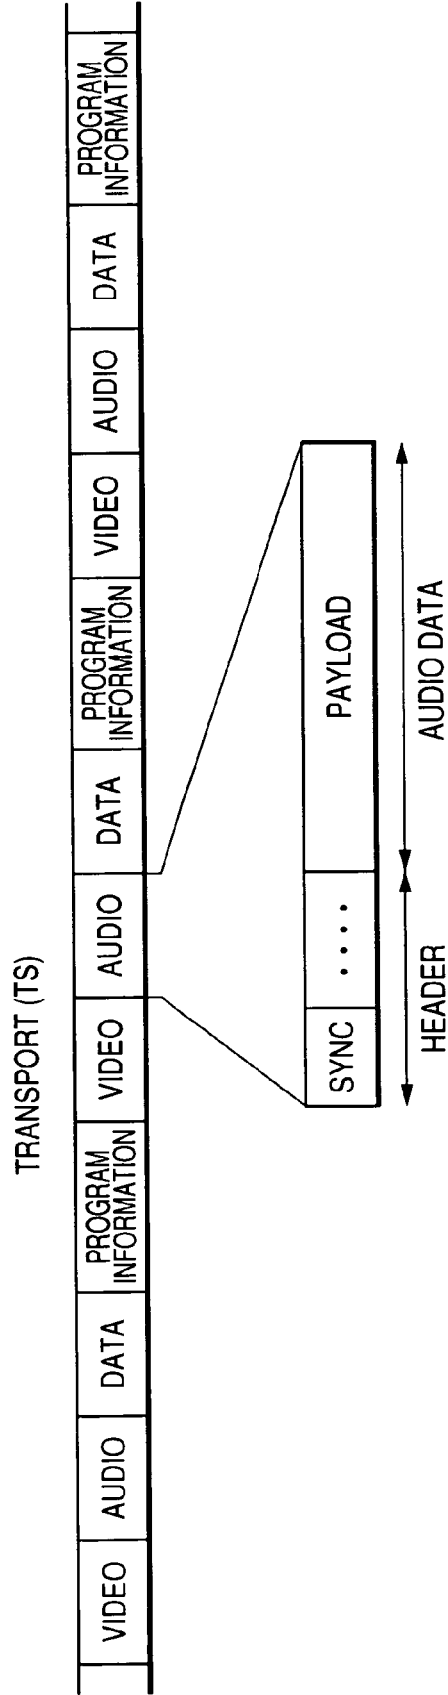 TRANSPORT (TS)
VIDEO
AUDIO
DATA
PROGRAM
INFORMATION
VIDEO
AUDIO
DATA
PROGRAM
INFORMATION
VIDEO
AUDIO
DATA
PROGRAM
INFORMATION
SYNC
....
PAYLOAD
HEADER
AUDIO DATA